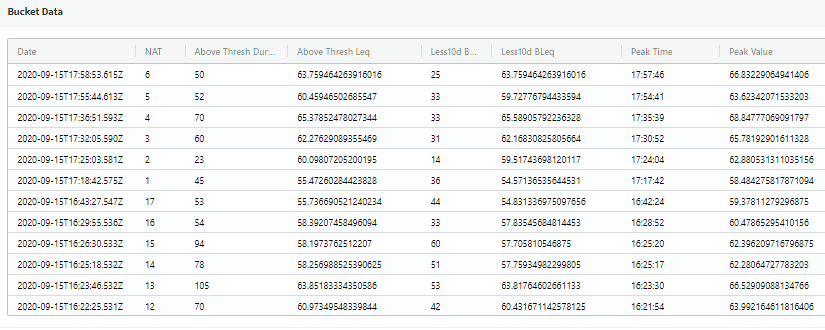 Bucket Data
Date NAT Above Thresh Dur... Above Thresh Leq Less10d B... Less10d BLeq Peak Time Peak Value
2020-09-15T17:58:53.615Z 6 50 63.759464263916016 25 63.759464263916016 17:57:46 66.83229064941406
2020-09-15T17:55:44.613Z 5 52 60.45946502685547 33 59.72776794433594 17:54:41 63.62342071533203
2020-09-15T17:36:51.593Z 4 70 65.37852478027344 33 65.58905792236328 17:35:39 68.84777069091797
2020-09-15T17:32:05.590Z 3 60 62.27629089355469 31 62.16830825805664 17:30:52 65.78192901611328
2020-09-15T17:25:03.581Z 2 23 60.09807205200195 14 59.51743698120117 17:24:04 62.880531311035156
2020-09-15T17:18:42.575Z 1 45 55.47260284423828 36 54.57136535644531 17:17:42 58.484275817871094
2020-09-15T16:43:27.547Z 17 53 55.736690521240234 44 54.831336975097656 16:42:24 59.37811279296875
2020-09-15T16:29:55.536Z 16 54 58.39207458496094 33 57.83545684814453 16:28:52 60.47865295410156
2020-09-15T16:26:30.533Z 15 94 58.1973762512207 60 57.705810546875 16:25:20 62.396209716796875
2020-09-15T16:25:18.532Z 14 78 58.256988525390625 51 57.75934982299805 16:25:17 62.28064727783203
2020-09-15T16:23:46.532Z 13 105 63.85183334350586 53 63.81764602661133 16:23:30 66.52909088134766
2020-09-15T16:22:25.531Z 12 70 60.97349548339844 42 60.431671142578125 16:21:54 63.992164611816406